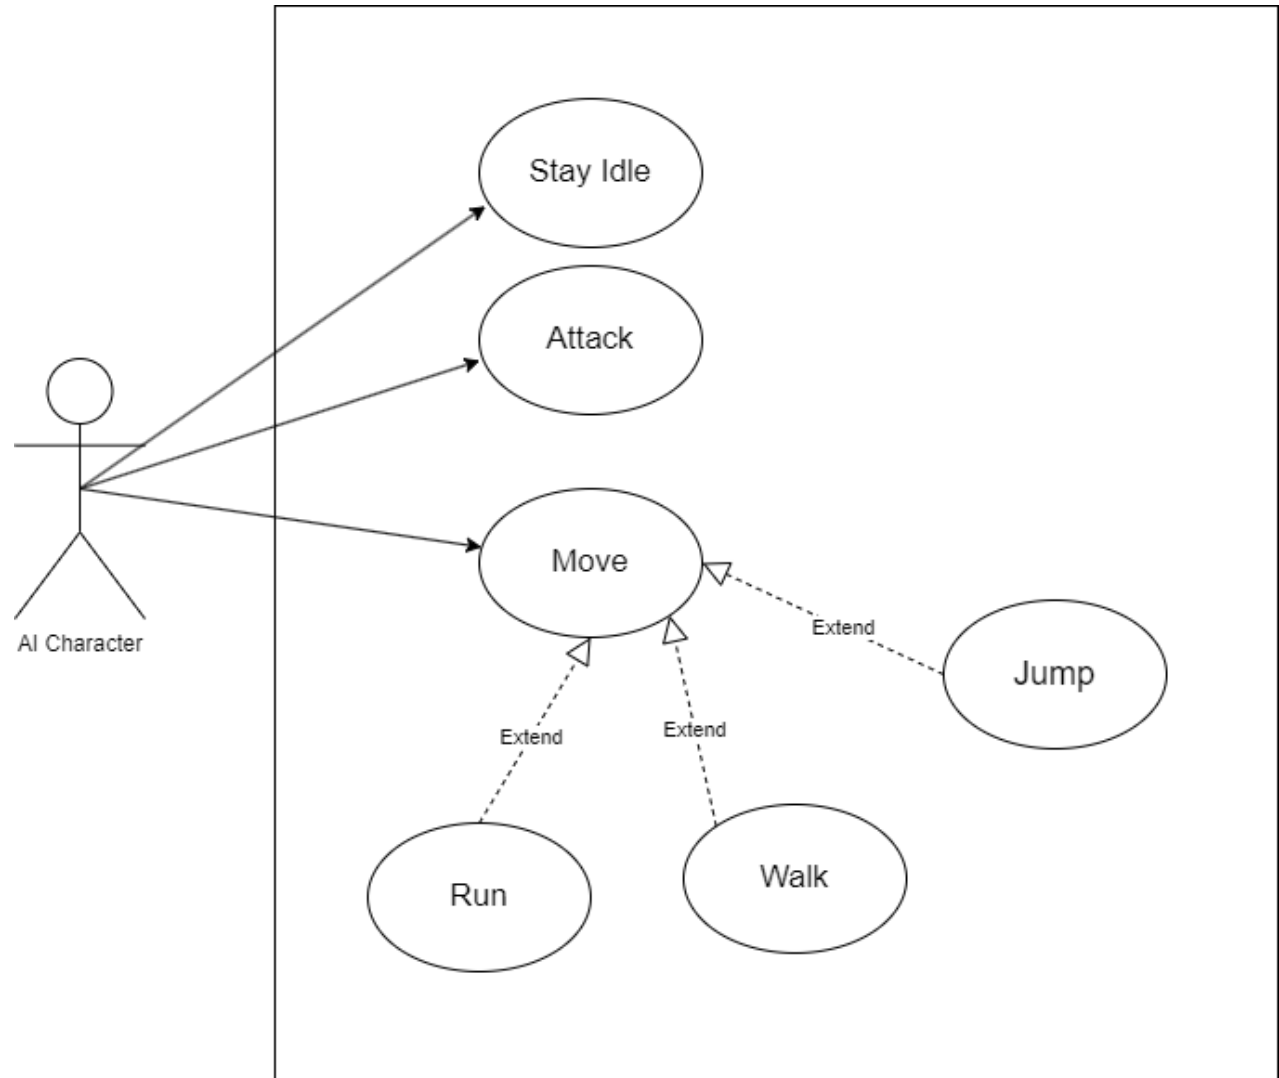 Stay Idle
Attack
AI Character
Move
Extend
Jump
Extend
Extend
Run
Walk